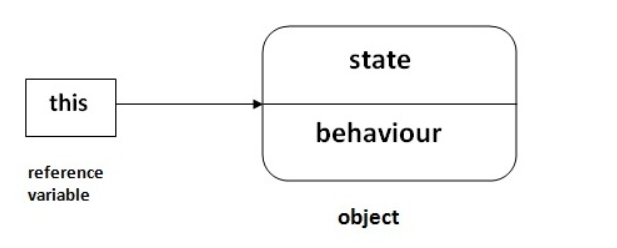 state
this
behaviour
reference
variable
object